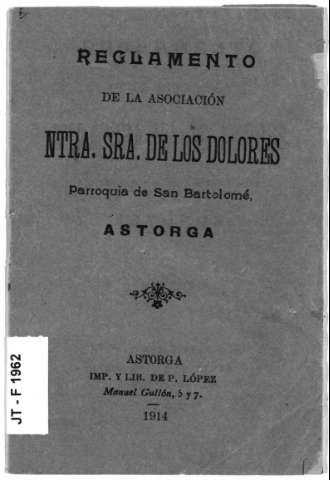 REGLAMENTO
DE LA ASOCIACIÓN
NTRA. SRA. DE LOS DOLORES
Parroquia de San Bartolomé,
ASTORGA
ASTORGA
IMP. Y LIB. DE P. LÓPEZ
Manuel Gullón, 5 y 7.
1914
JT - F 1962